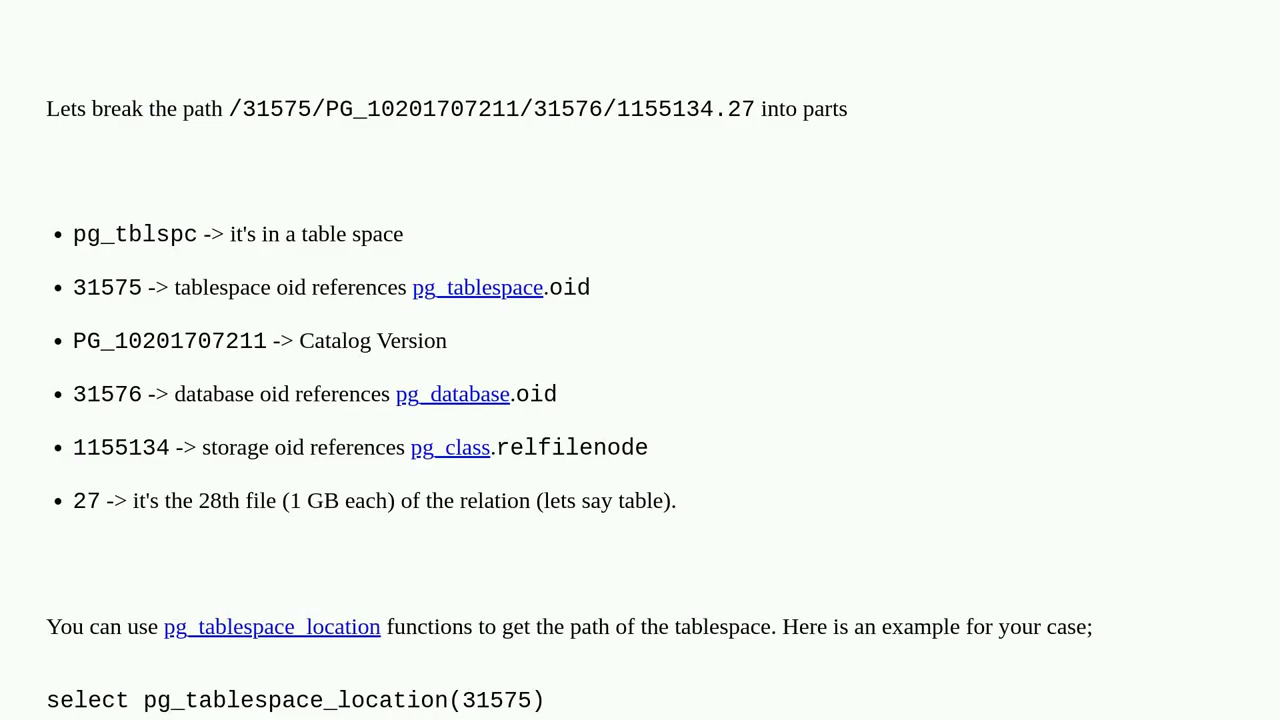 Lets break the path /31575/PG_10201707211/31576/1155134.27 into parts
• pg_tblspc -> it's in a table space
• 31575 -> tablespace oid references pg_tablespace.oid
• PG_10201707211 -> Catalog Version
• 31576 -> database oid references pg_database.oid
• 1155134 -> storage oid references pg_class.relfilenode
• 27 -> it's the 28th file (1 GB each) of the relation (lets say table).
You can use pg_tablespace_location functions to get the path of the tablespace. Here is an example for your case;
select pg_tablespace_location(31575)